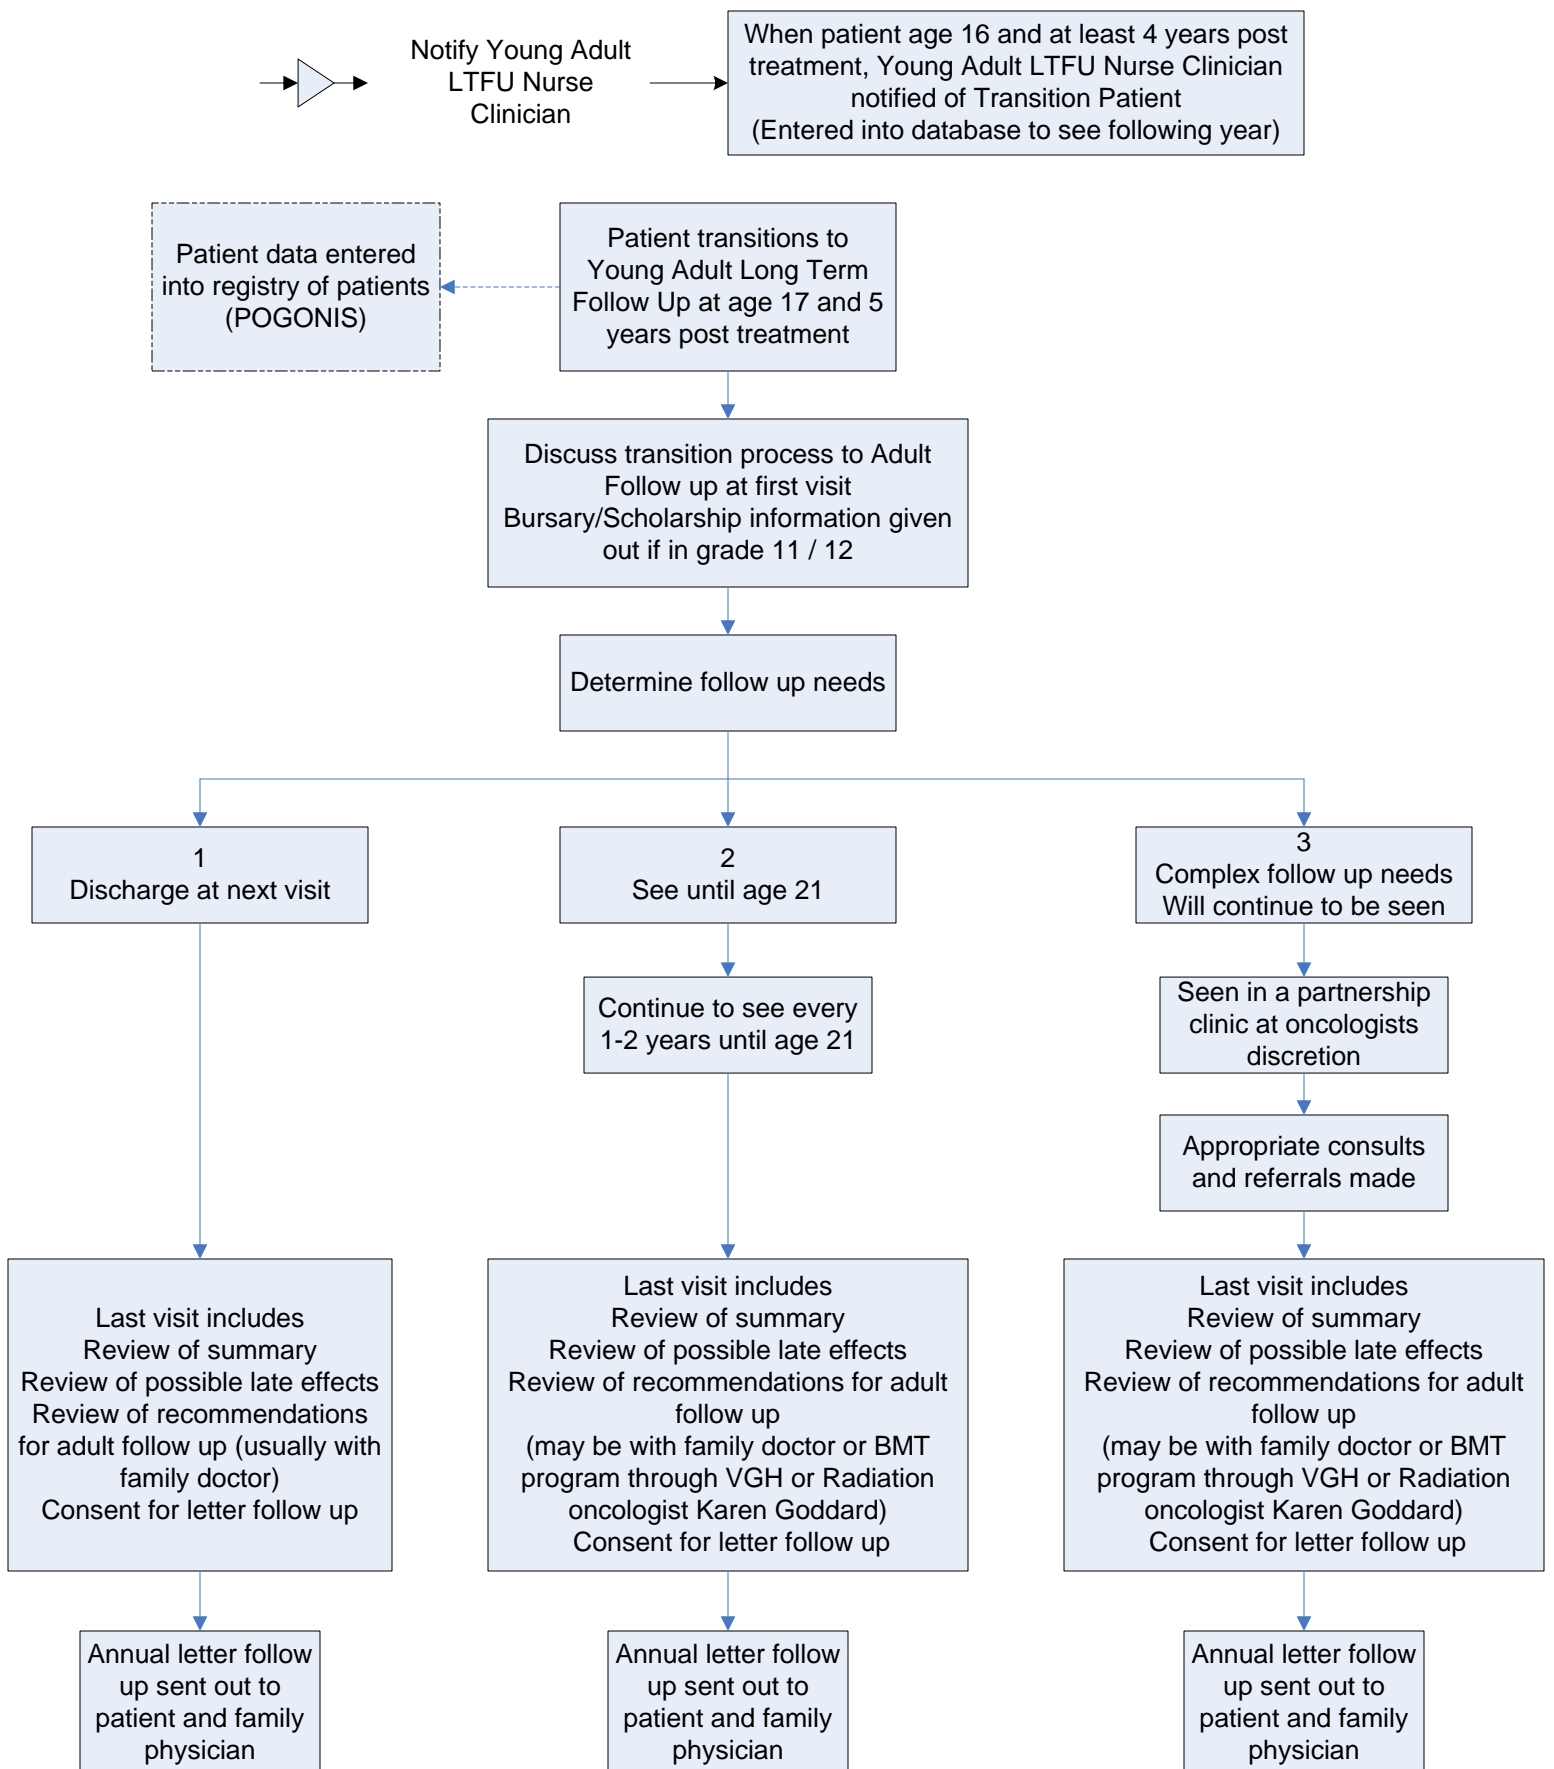 Notify Young Adult
LTFU Nurse
Clinician
When patient age 16 and at least 4 years post
treatment, Young Adult LTFU Nurse Clinician
notified of Transition Patient
(Entered into database to see following year)
Patient data entered
into registry of patients
(POGONIS)
Patient transitions to
Young Adult Long Term
Follow Up at age 17 and 5
years post treatment
Discuss transition process to Adult
Follow up at first visit
Bursary/Scholarship information given
out if in grade 11 / 12
Determine follow up needs
1
Discharge at next visit
2
See until age 21
3
Complex follow up needs
Will continue to be seen
Continue to see every
1-2 years until age 21
Seen in a partnership
clinic at oncologists
discretion
Appropriate consults
and referrals made
Last visit includes
Review of summary
Review of possible late effects
Review of recommendations
for adult follow up (usually with
family doctor)
Consent for letter follow up
Last visit includes
Review of summary
Review of possible late effects
Review of recommendations for adult
follow up
(may be with family doctor or BMT
program through VGH or Radiation
oncologist Karen Goddard)
Consent for letter follow up
Last visit includes
Review of summary
Review of possible late effects
Review of recommendations for adult
follow up
(may be with family doctor or BMT
program through VGH or Radiation
oncologist Karen Goddard)
Consent for letter follow up
Annual letter follow
up sent out to
patient and family
physician
Annual letter follow
up sent out to
patient and family
physician
Annual letter follow
up sent out to
patient and family
physician